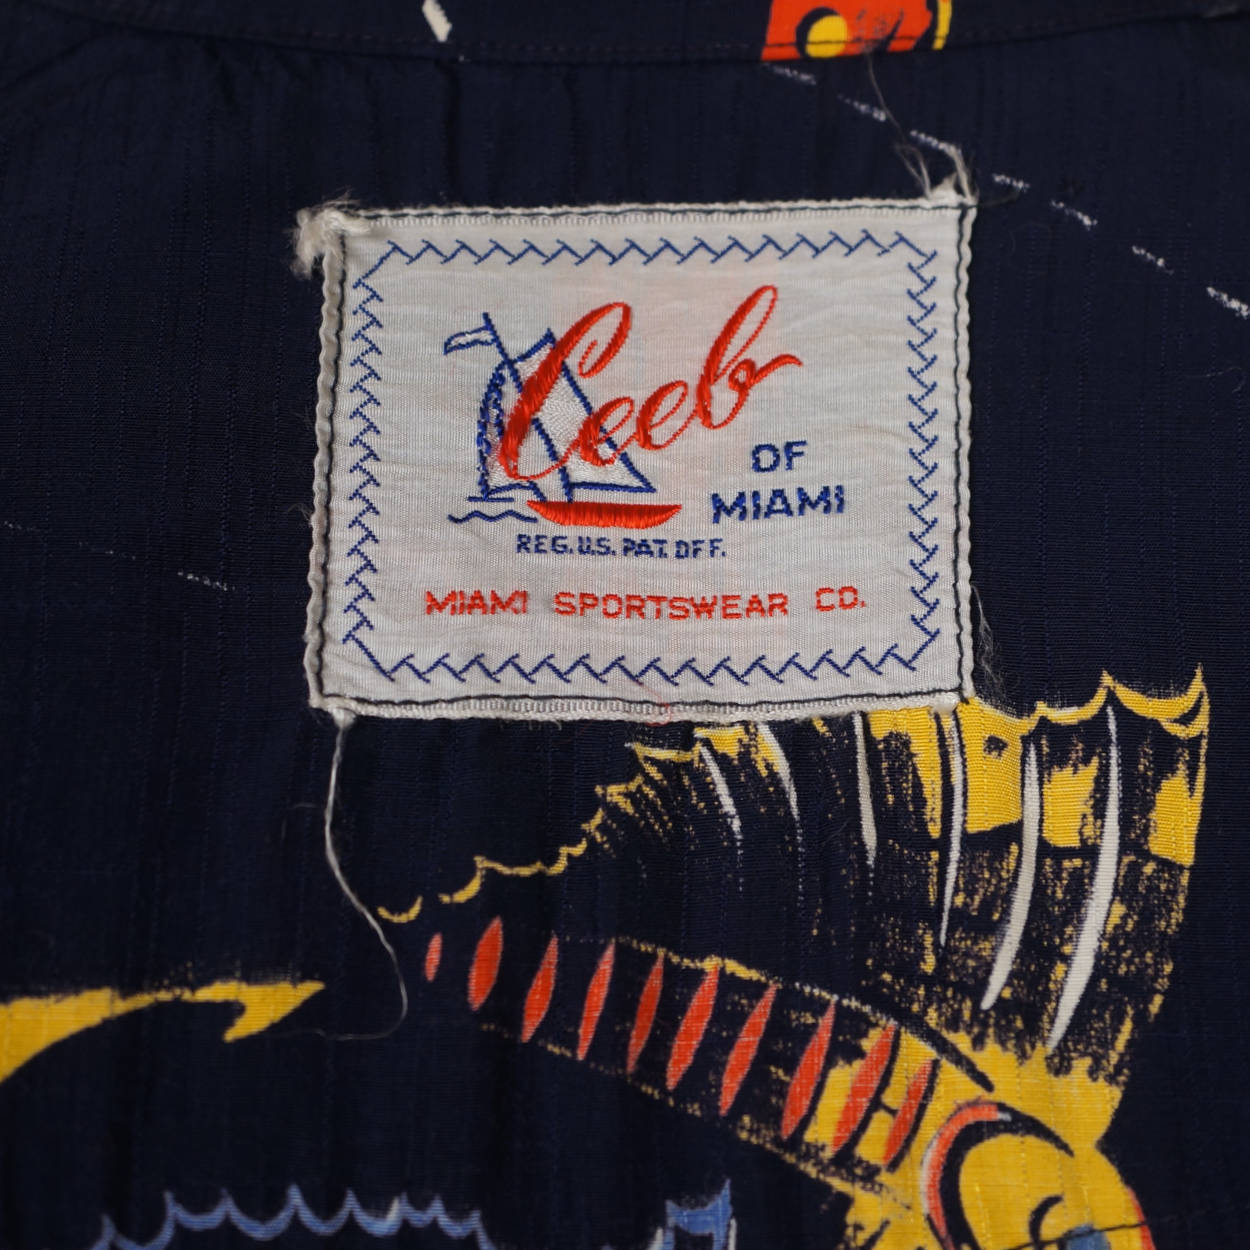 Ceeb
OF
MIAMI
REG. U.S. PAT. OFF.
MIAMI SPORTSWEAR CO.